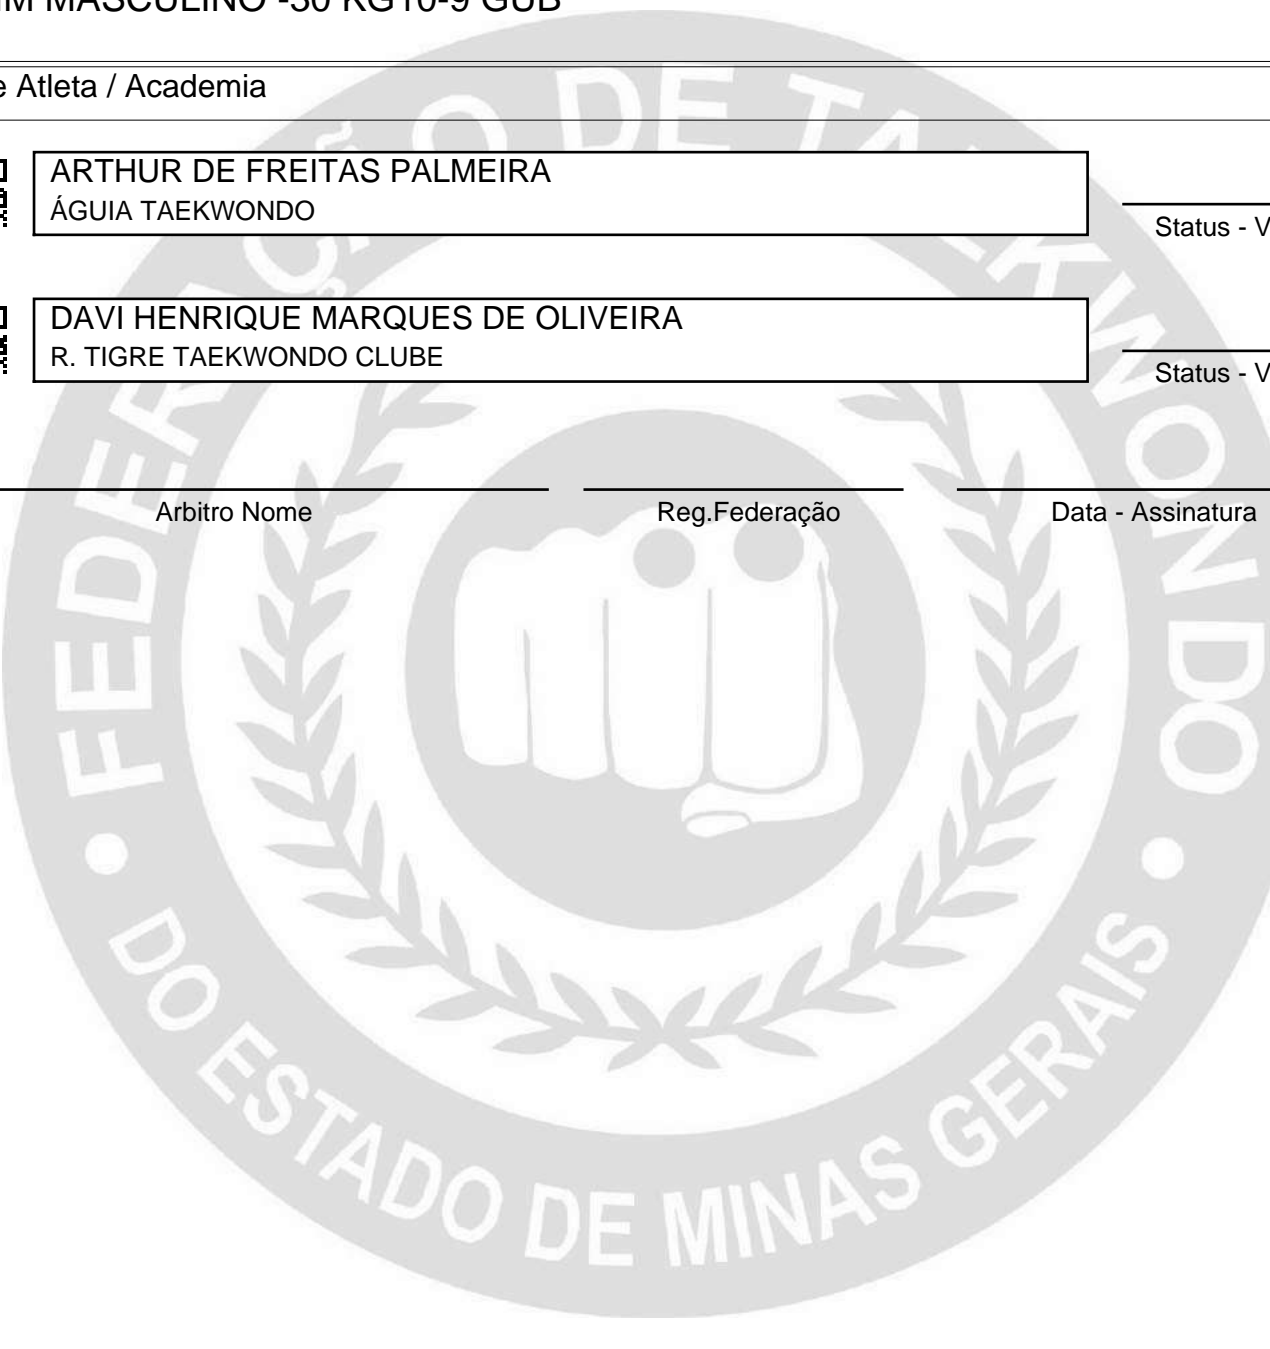 MASCULINO -30 KG10-9 GUB
Atleta / Academia
ARTHUR DE FREITAS PALMEIRA
ÁGUIA TAEKWONDO
Status - V
DAVI HENRIQUE MARQUES DE OLIVEIRA
R. TIGRE TAEKWONDO CLUBE
Status - V
Arbitro Nome
Reg.Federação
Data - Assinatura
FEDERAÇÃO DE TAEKWONDO
DO ESTADO DE MINAS GERAIS